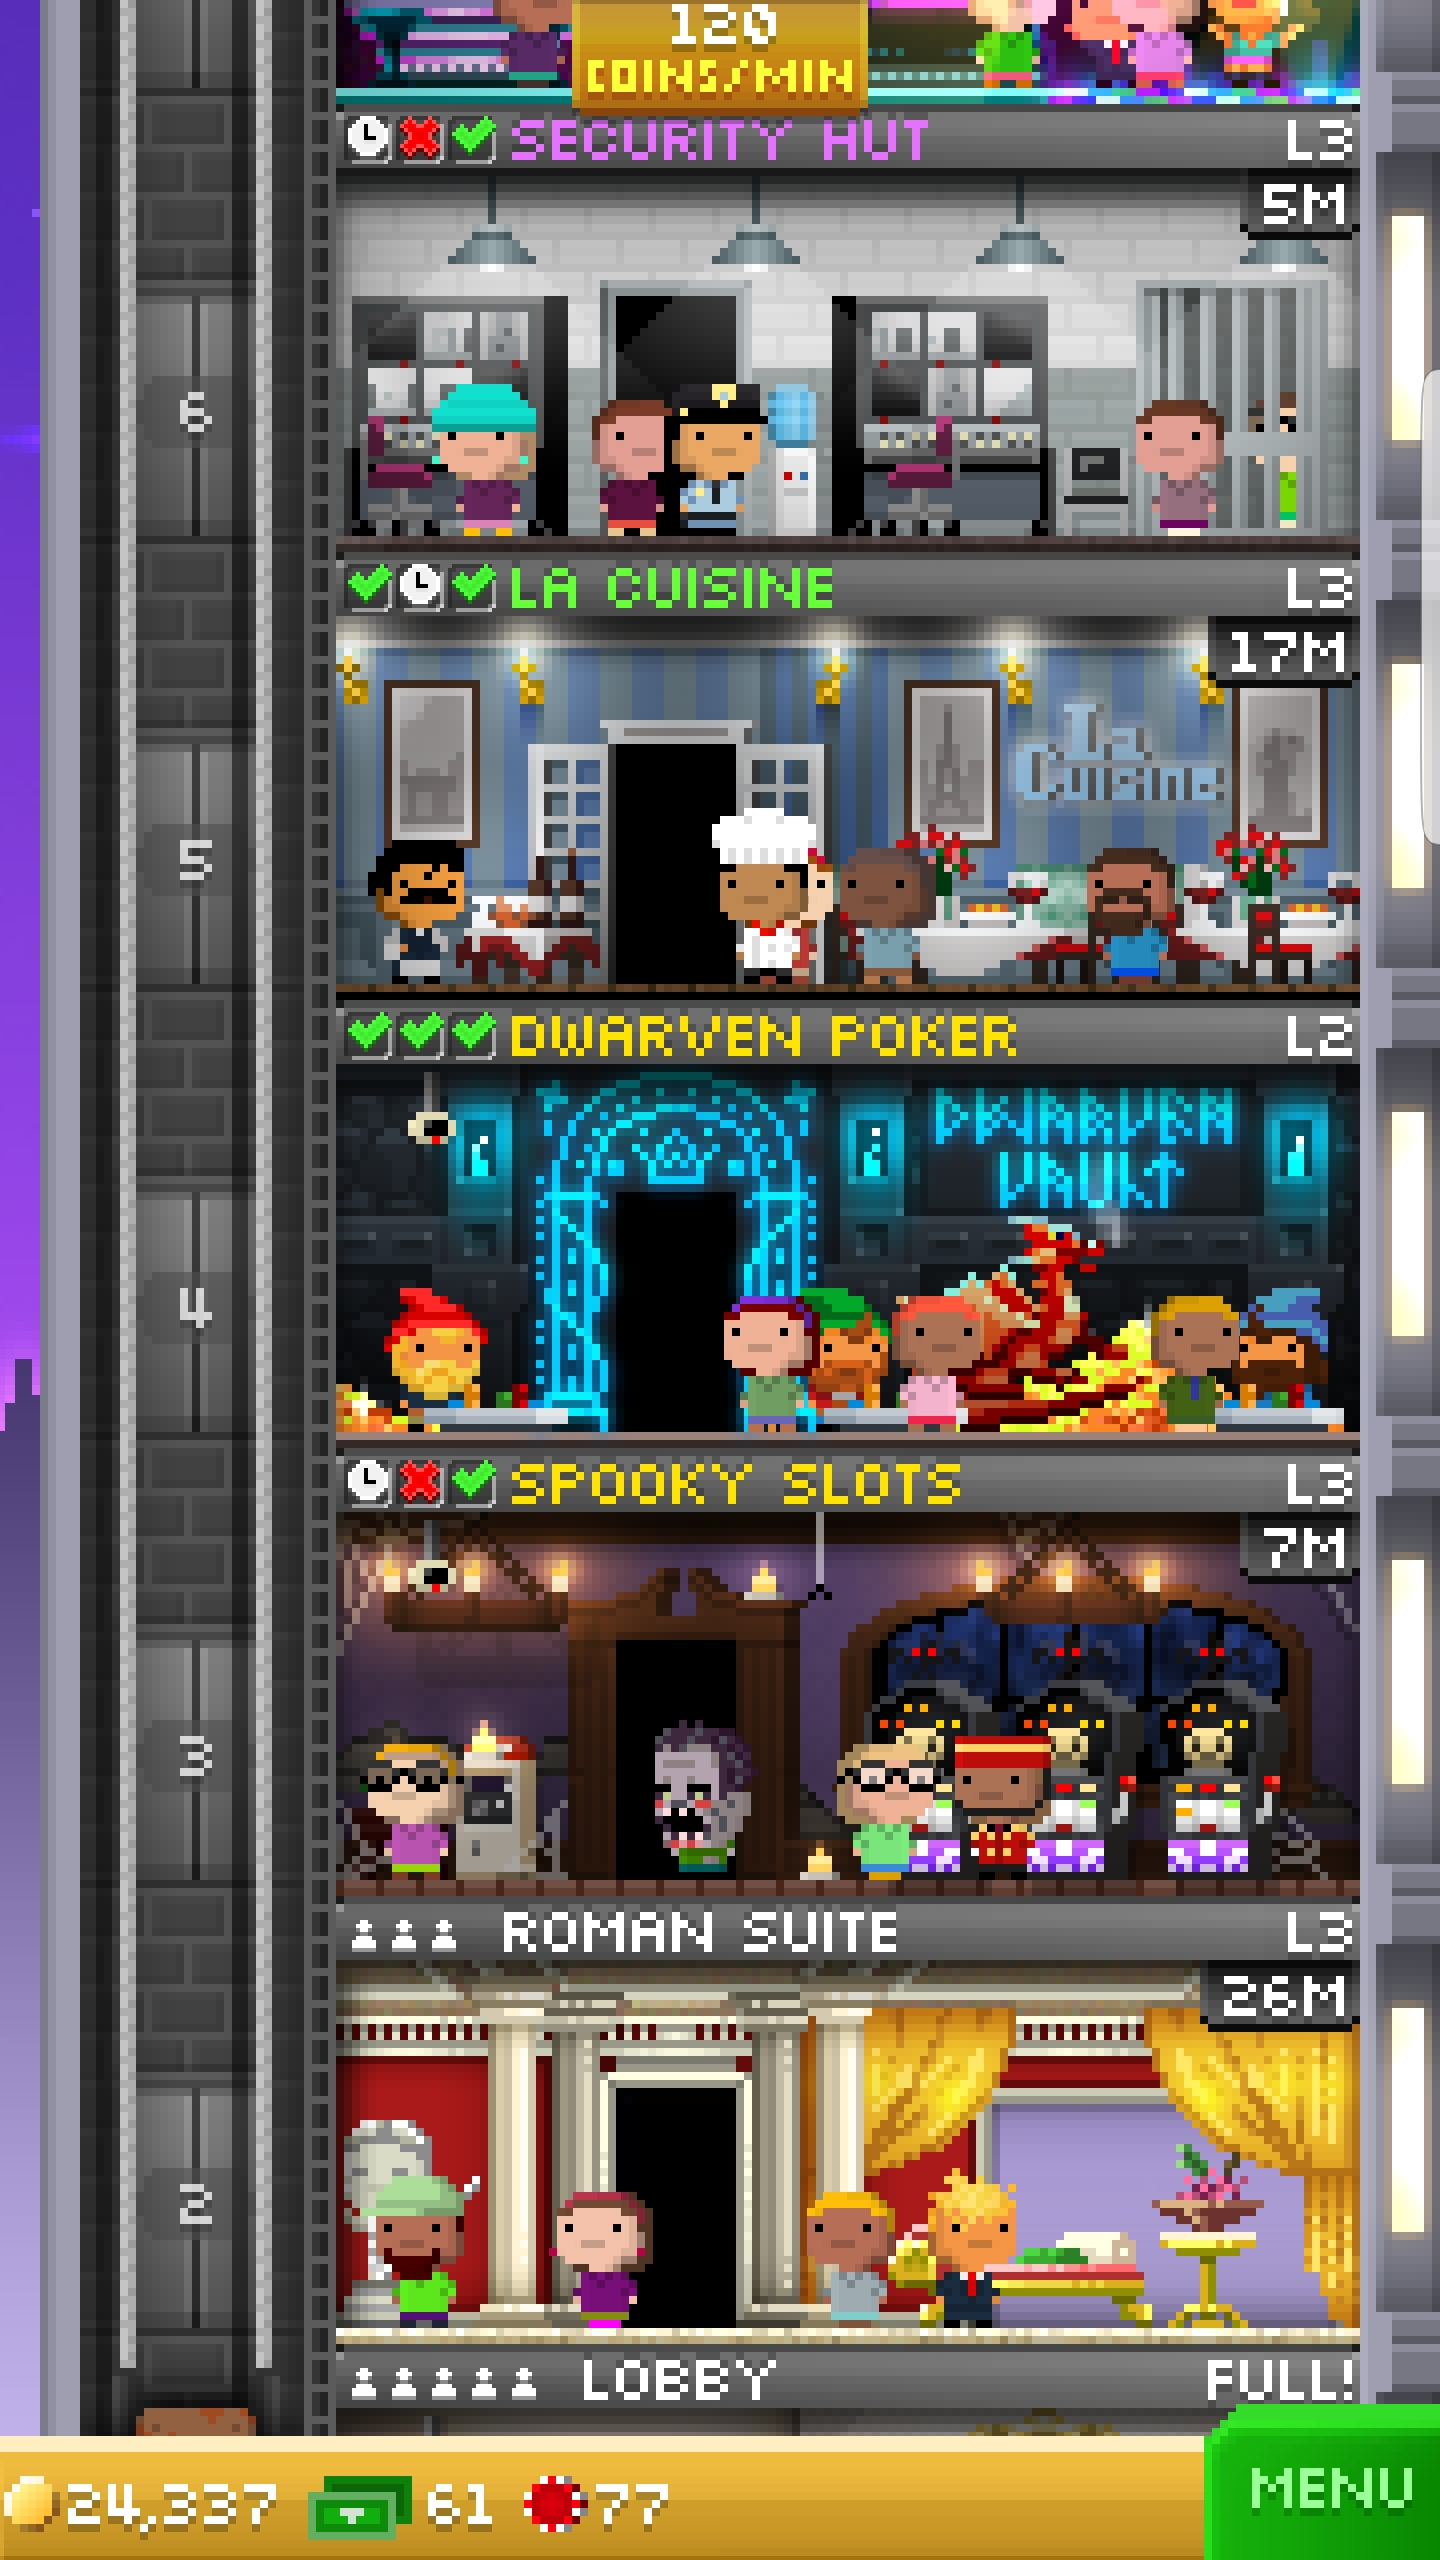 120
COINS/MIN
SECURITY HUT L3
5M
6
LA CUISINE L3
17M
La
Cuisine
5
DWARVEN POKER L2
DWARVEN
VAULT
4
SPOOKY SLOTS L3
7M
3
ROMAN SUITE L3
26M
2
LOBBY FULL!
24,337 61 77 MENU